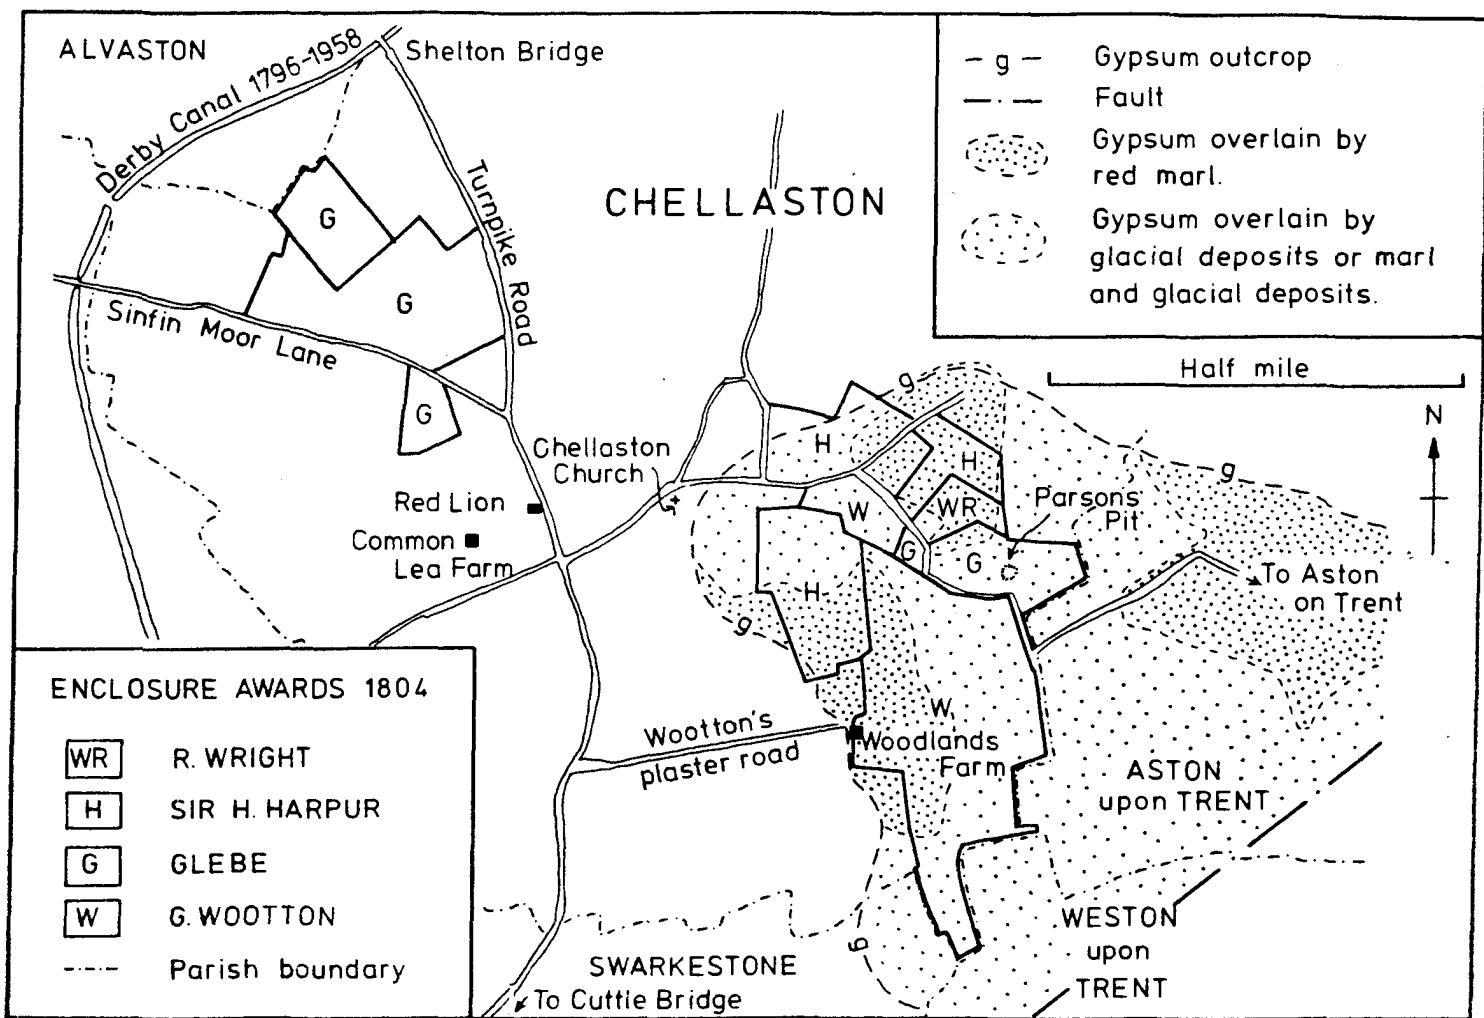 ALVASTON
Derby Canal 1796-1958
Shelton Bridge
Turnpike Road
CHELLASTON
G
G
G
Sinfin Moor Lane
- g - Gypsum outcrop
Fault
Gypsum overlain by
red marl.
Gypsum overlain by
glacial deposits or marl
and glacial deposits.
Half mile
N
g
g
g
g
H
H
H
WR
W
W
G
G
Parsons
Pit
Chellaston
Church
Red Lion
Common
Lea Farm
To Aston
on Trent
Wootton's
plaster road
Woodlands
Farm
ASTON
upon TRENT
WESTON
upon
TRENT
SWARKESTONE
To Cuttle Bridge
ENCLOSURE AWARDS 1804
WR R. WRIGHT
H SIR H. HARPUR
G GLEBE
W G. WOOTTON
Parish boundary